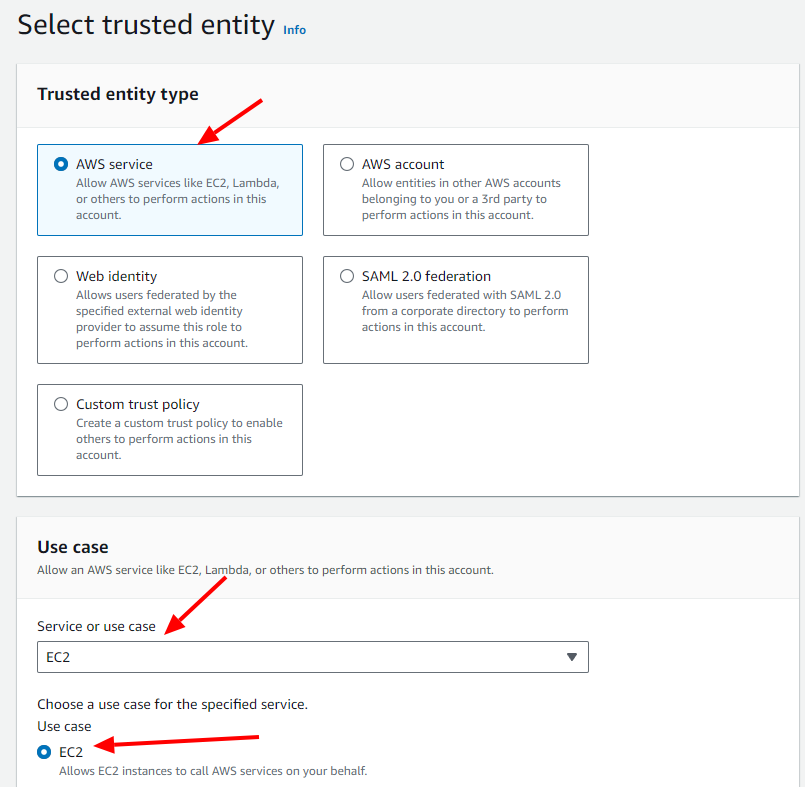 Select trusted entity Info
Trusted entity type
AWS service
Allow AWS services like EC2, Lambda,
or others to perform actions in this
account.
AWS account
Allow entities in other AWS accounts
belonging to you or a 3rd party to
perform actions in this account.
Web identity
Allows users federated by the
specified external web identity
provider to assume this role to
perform actions in this account.
SAML 2.0 federation
Allow users federated with SAML 2.0
from a corporate directory to perform
actions in this account.
Custom trust policy
Create a custom trust policy to enable
others to perform actions in this
account.
Use case
Allow an AWS service like EC2, Lambda, or others to perform actions in this account.
Service or use case
EC2
Choose a use case for the specified service.
Use case
EC2
Allows EC2 instances to call AWS services on your behalf.